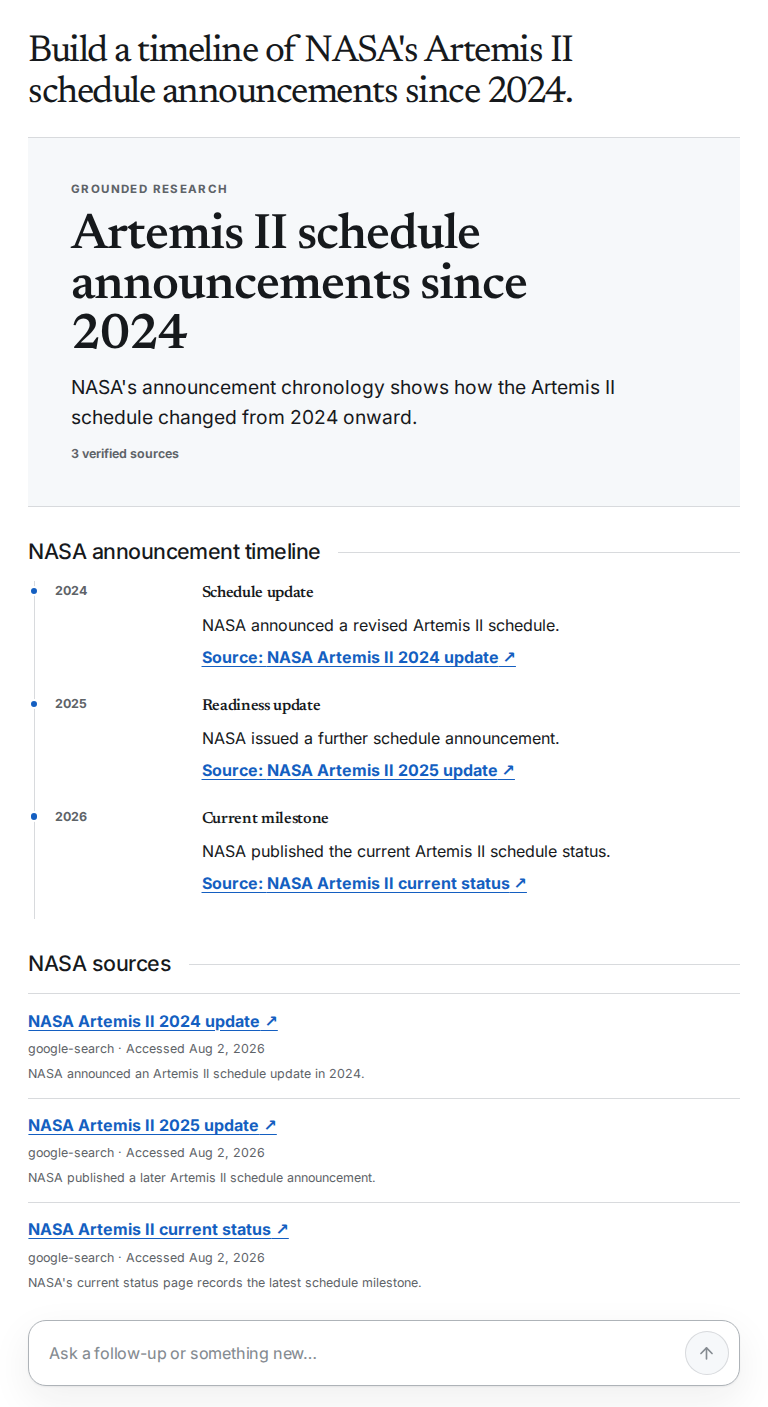 Build a timeline of NASA's Artemis II
schedule announcements since 2024.
GROUNDED RESEARCH
Artemis II schedule
announcements since
2024
NASA's announcement chronology shows how the Artemis II
schedule changed from 2024 onward.
3 verified sources
NASA announcement timeline
2024
Schedule update
NASA announced a revised Artemis II schedule.
Source: NASA Artemis II 2024 update ↗
2025
Readiness update
NASA issued a further schedule announcement.
Source: NASA Artemis II 2025 update ↗
2026
Current milestone
NASA published the current Artemis II schedule status.
Source: NASA Artemis II current status ↗
NASA sources
NASA Artemis II 2024 update ↗
google-search · Accessed Aug 2, 2026
NASA announced an Artemis II schedule update in 2024.
NASA Artemis II 2025 update ↗
google-search · Accessed Aug 2, 2026
NASA published a later Artemis II schedule announcement.
NASA Artemis II current status ↗
google-search · Accessed Aug 2, 2026
NASA's current status page records the latest schedule milestone.
Ask a follow-up or something new...